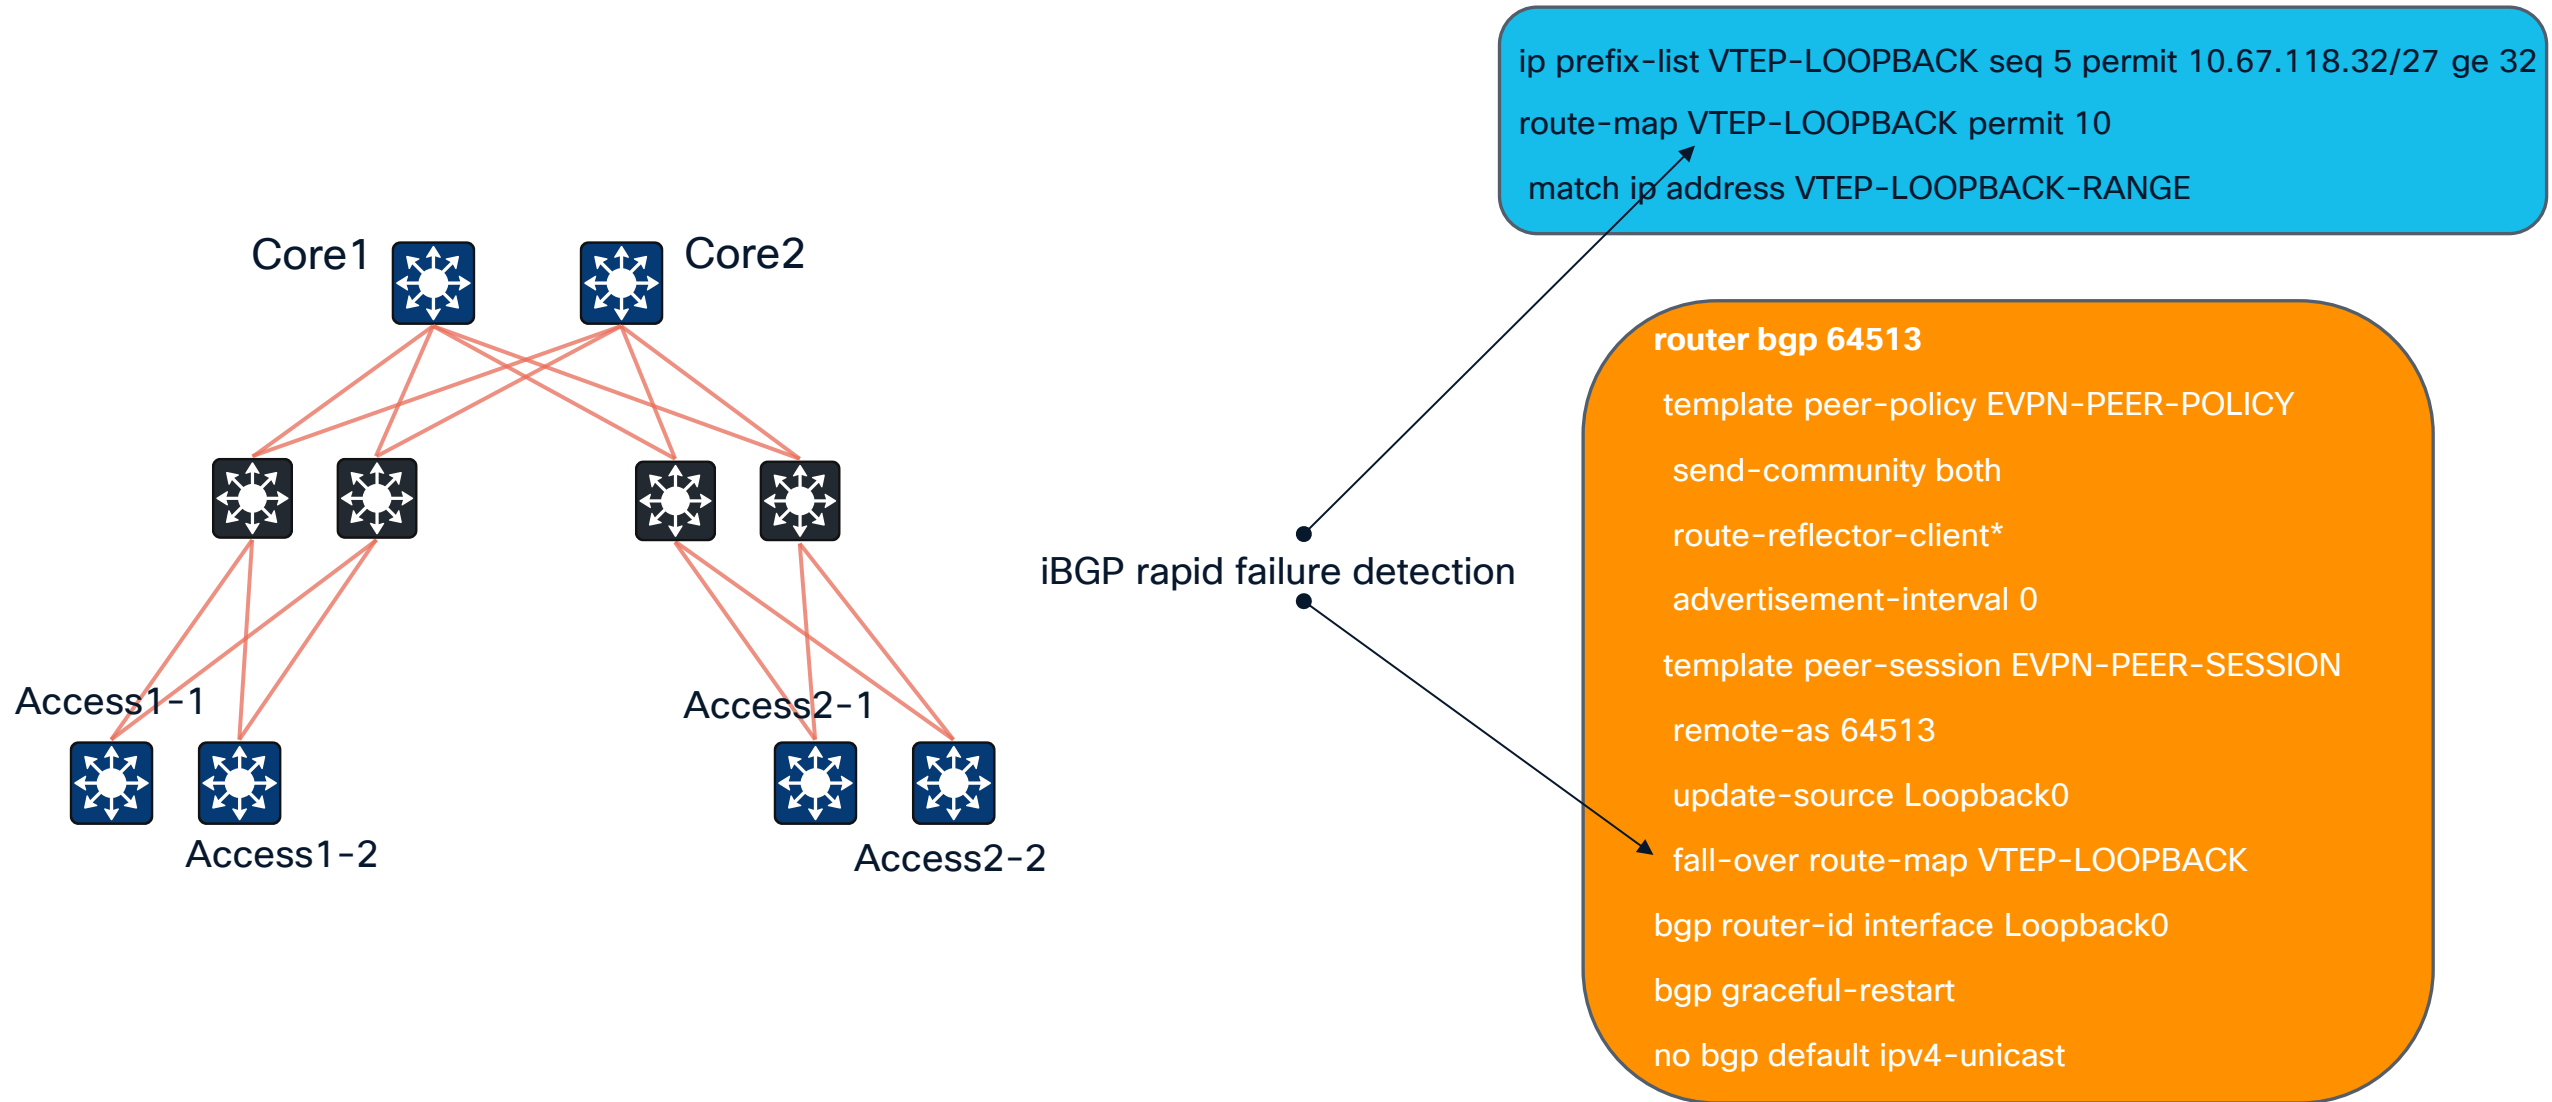 ip prefix-list VTEP-LOOPBACK seq 5 permit 10.67.118.32/27 ge 32
route-map VTEP-LOOPBACK permit 10
match ip address VTEP-LOOPBACK-RANGE
Core1
Core2
Access1-1
Access2-1
Access1-2
Access2-2
iBGP rapid failure detection
router bgp 64513
template peer-policy EVPN-PEER-POLICY
send-community both
route-reflector-client*
advertisement-interval 0
template peer-session EVPN-PEER-SESSION
remote-as 64513
update-source Loopback0
fall-over route-map VTEP-LOOPBACK
bgp router-id interface Loopback0
bgp graceful-restart
no bgp default ipv4-unicast